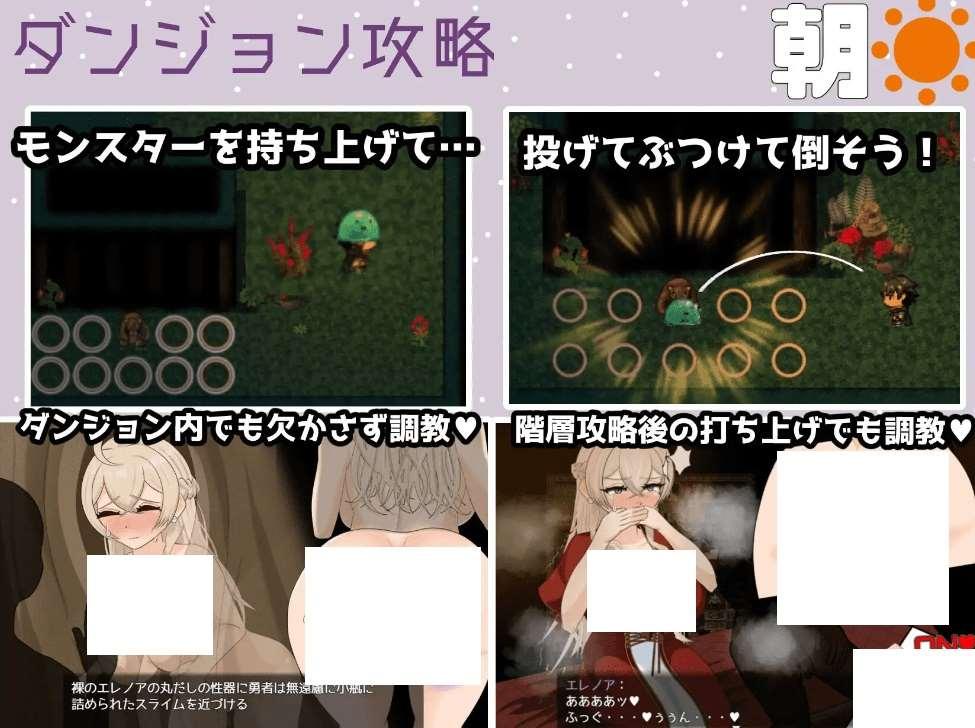 ダンジョン攻略
朝
モンスターを持ち上げて…
投げてぶつけて倒そう！
ダンジョン内でも欠かさず調教♥
階層攻略後の打ち上げでも調教♥
裸のエレノアの丸だしの性器に勇者は無遠慮に小瓶に
詰められたスライムを近づける
エレノア：
ああああッ♥
ふっぐ・・・♥ぅぅん・・・♥